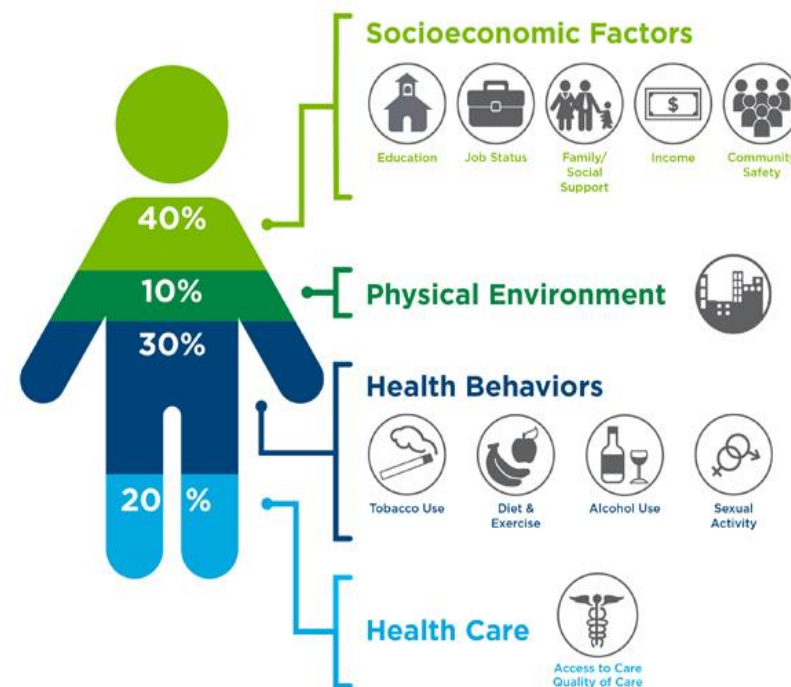 Socioeconomic Factors
$
Education
Job Status
Family/
Social
Support
Income
Community
Safety
40%
10%
Physical Environment
30%
Health Behaviors
Tobacco Use
Diet &
Exercise
Alcohol Use
Sexual
Activity
20 %
Health Care
Access to Care
Quality of Care